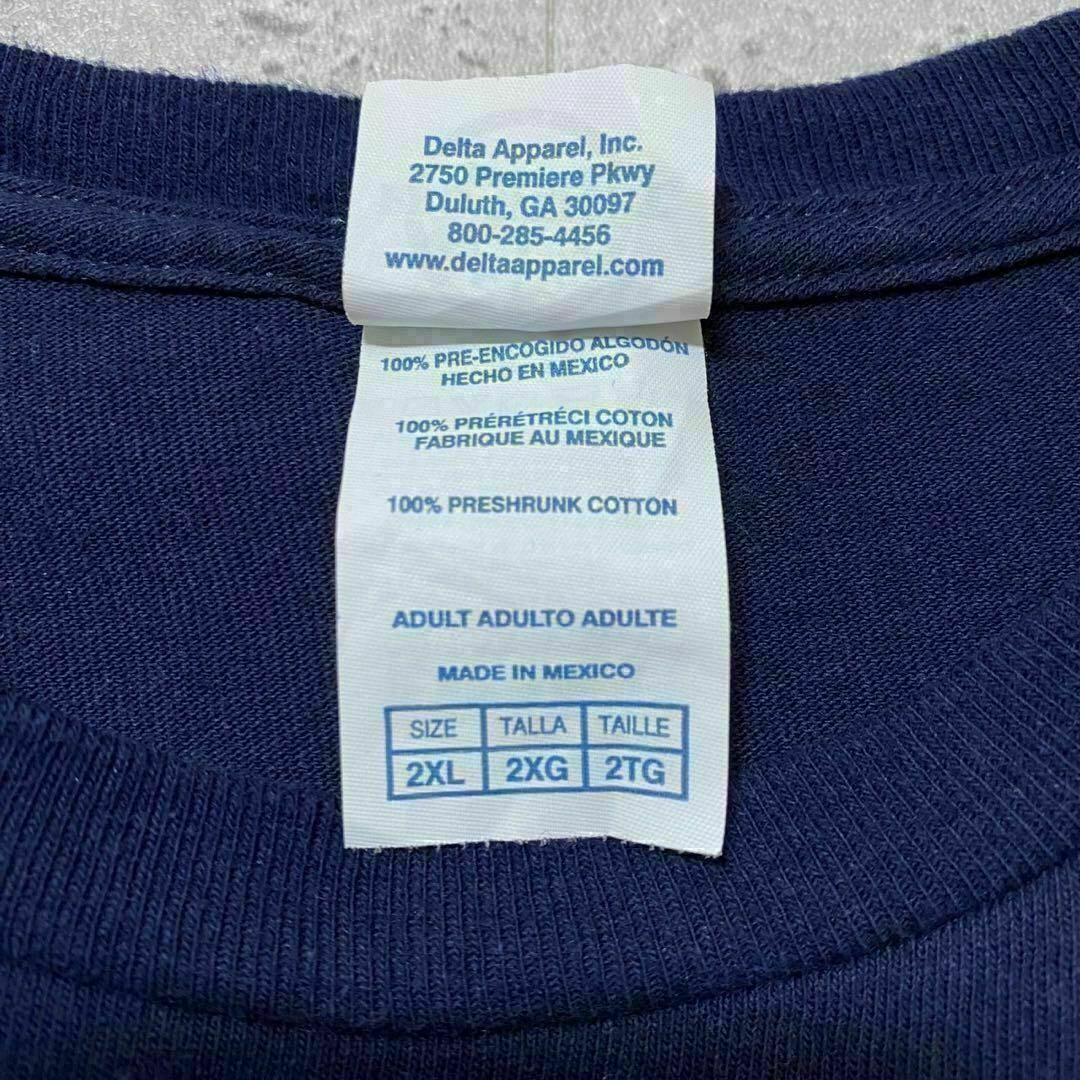 Delta Apparel, Inc.
2750 Premiere Pkwy
Duluth, GA 30097
800-285-4456
www.deltaapparel.com
100% PRE-ENCOGIDO ALGODÓN
HECHO EN MEXICO
100% PRÉRÉTRÉCI COTON
FABRIQUE AU MEXIQUE
100% PRESHRUNK COTTON
ADULT ADULTO ADULTE
MADE IN MEXICO
SIZE TALLA TAILLE
2XL 2XG 2TG